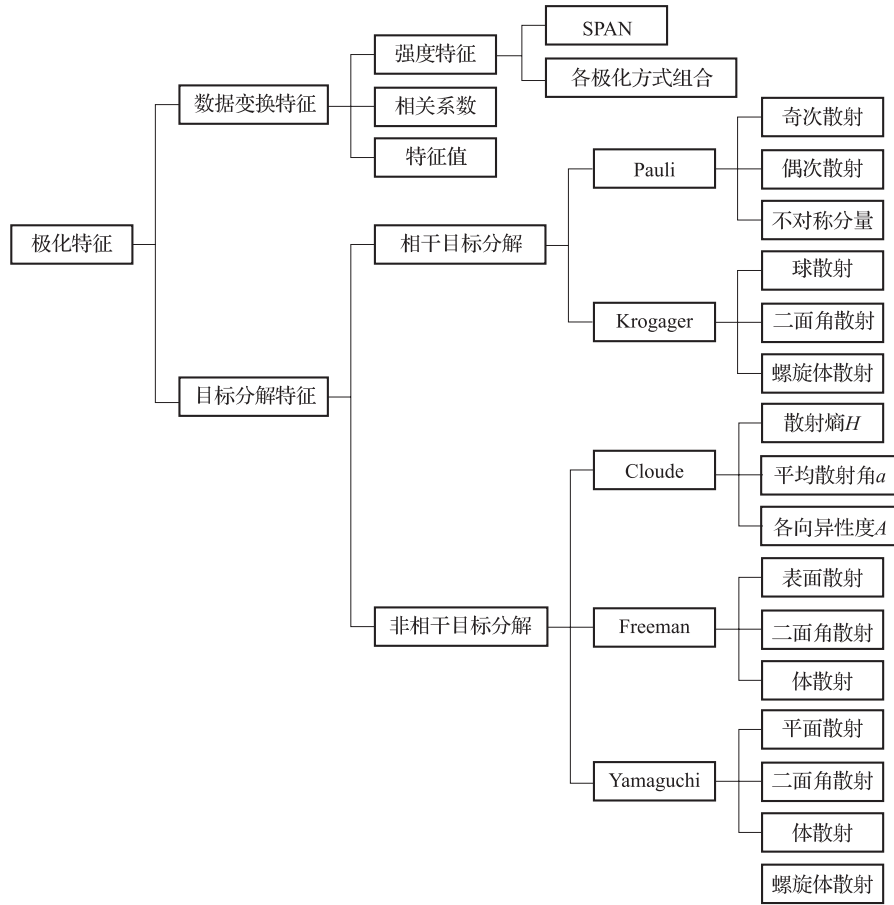 极化特征
数据变换特征
强度特征
SPAN
各极化方式组合
相关系数
特征值
目标分解特征
相干目标分解
Pauli
奇次散射
偶次散射
不对称分量
Krogager
球散射
二面角散射
螺旋体散射
非相干目标分解
Cloude
散射熵H
平均散射角a
各向异性度A
Freeman
表面散射
二面角散射
体散射
Yamaguchi
平面散射
二面角散射
体散射
螺旋体散射